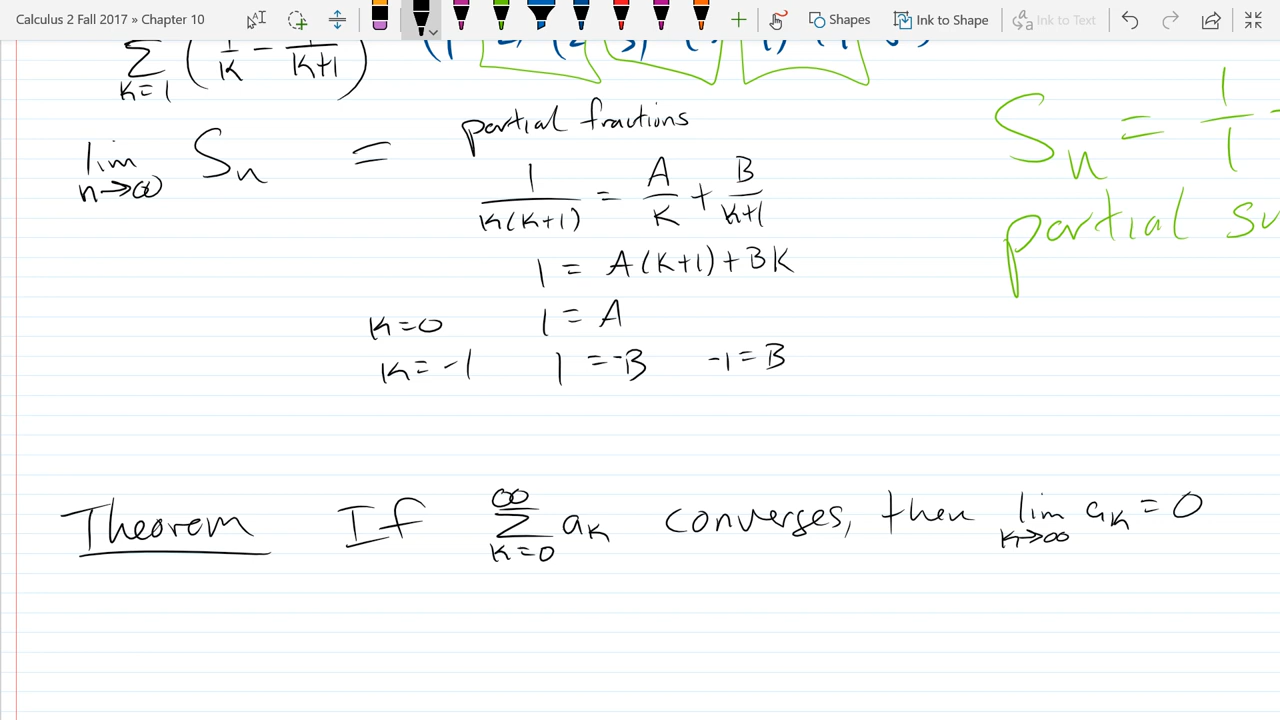 Calculus 2 Fall 2017 » Chapter 10
Shapes Ink to Shape Ink to Text
∑ k=1 (1/k − 1/(k+1))
lim n→∞ Sn =
partial fractions
1/(k(k+1)) = A/k + B/(k+1)
1 = A(k+1) + Bk
k=0 1 = A
k=-1 1 = -B -1 = B
Sn = 1/1
partial
Theorem If ∞∑k=0 ak converges, then lim k→∞ ak = 0